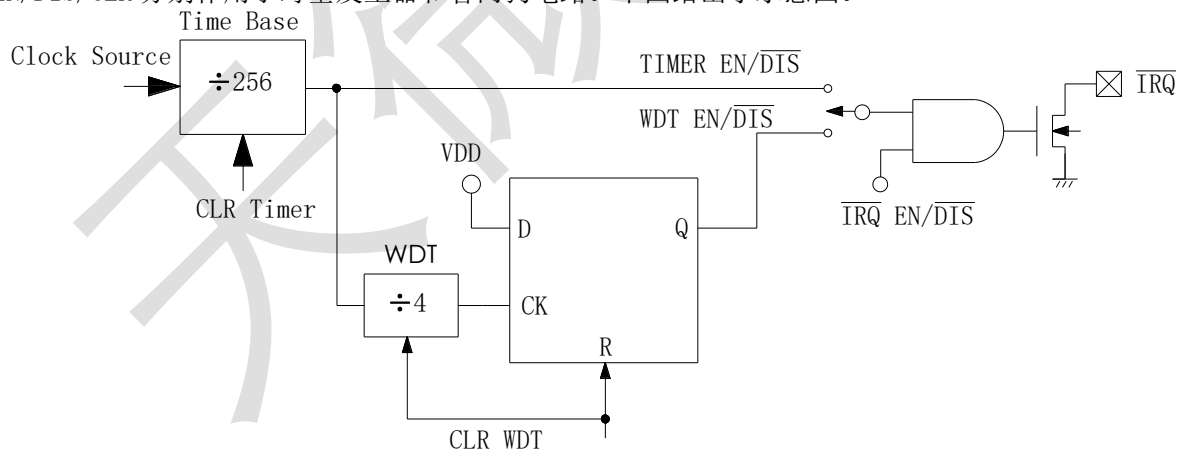 Time Base
Clock Source
÷256
TIMER EN/DIS
IRQ
WDT EN/DIS
VDD
CLR Timer
IRQ EN/DIS
D
Q
WDT
÷4
CK
R
CLR WDT